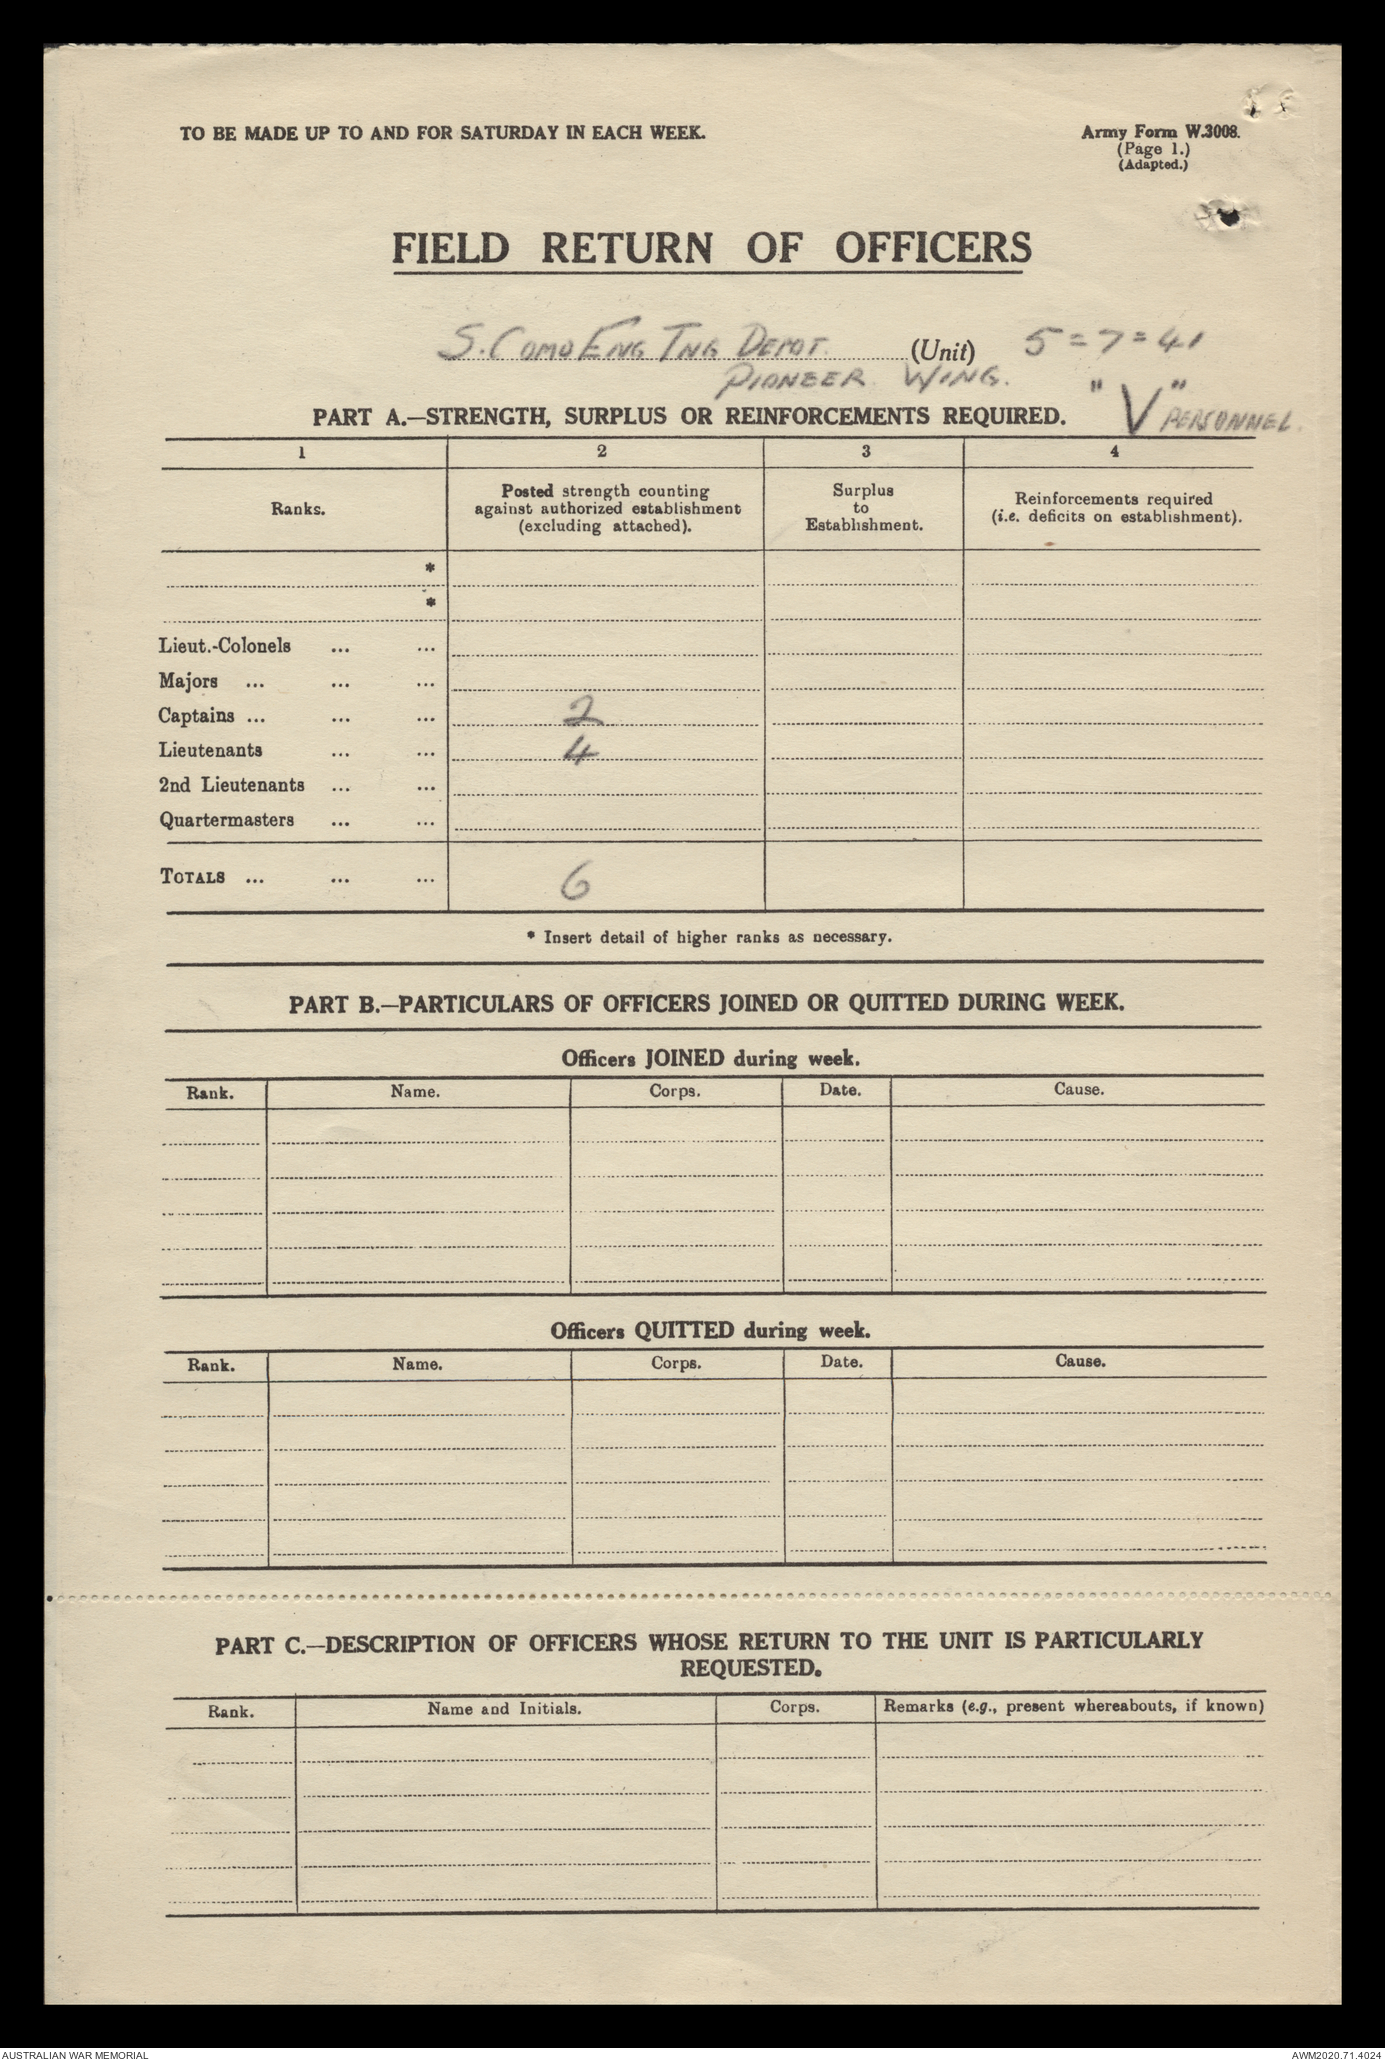 TO BE MADE UP TO AND FOR SATURDAY IN EACH WEEK.
Army Form W.3008.
(Page 1.)
(Adapted.)
FIELD RETURN OF OFFICERS
S. COMD ENG TNG DEPOT. (Unit) 5=7=41
PIONEER WING.
"V" PERSONNEL.
PART A.—STRENGTH, SURPLUS OR REINFORCEMENTS REQUIRED.
1 2 3 4
Ranks.
Posted strength counting against authorized establishment (excluding attached).
Surplus to Establishment.
Reinforcements required (i.e. deficits on establishment).
*
*
Lieut.-Colonels ... ...
Majors ... ... ...
Captains ... ... ... 2
Lieutenants ... ... 4
2nd Lieutenants ... ...
Quartermasters ... ...
TOTALS ... ... ... 6
* Insert detail of higher ranks as necessary.
PART B.—PARTICULARS OF OFFICERS JOINED OR QUITTED DURING WEEK.
Officers JOINED during week.
Rank. Name. Corps. Date. Cause.
Officers QUITTED during week.
Rank. Name. Corps. Date. Cause.
PART C.—DESCRIPTION OF OFFICERS WHOSE RETURN TO THE UNIT IS PARTICULARLY
REQUESTED.
Rank. Name and Initials. Corps. Remarks (e.g., present whereabouts, if known)
AUSTRALIAN WAR MEMORIAL AWM2020.71.4024